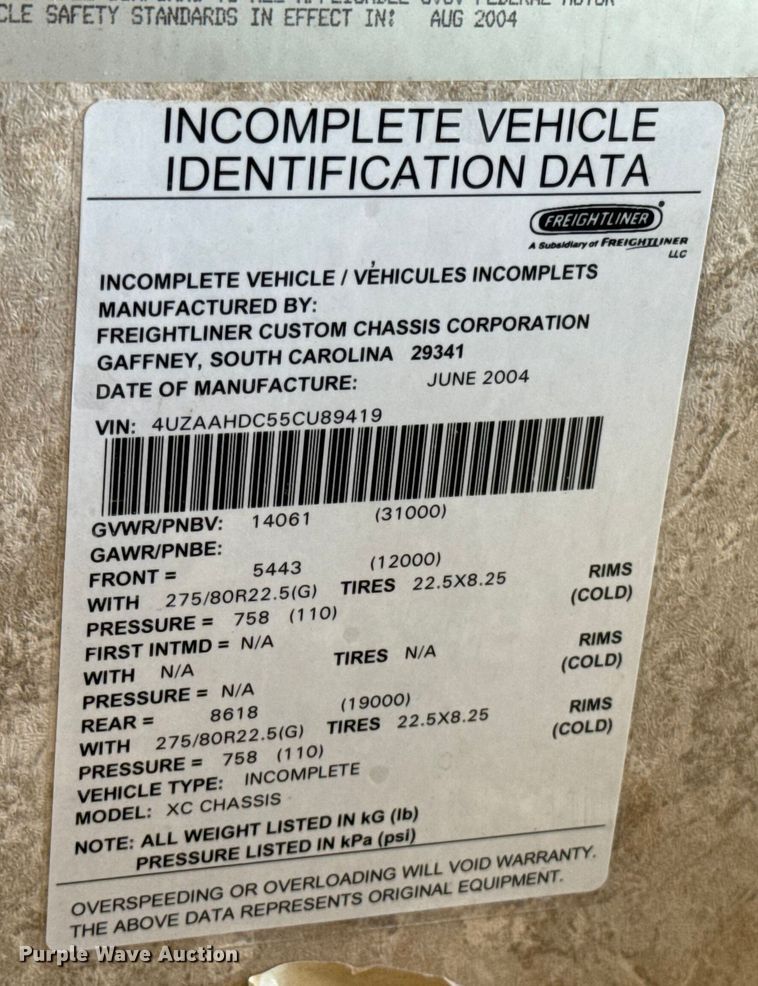 CLE SAFETY STANDARDS IN EFFECT IN: AUG 2004
INCOMPLETE VEHICLE
IDENTIFICATION DATA
FREIGHTLINER
A Subsidiary of FREIGHTLINER
LLC
INCOMPLETE VEHICLE / VÉHICULES INCOMPLETS
MANUFACTURED BY:
FREIGHTLINER CUSTOM CHASSIS CORPORATION
GAFFNEY, SOUTH CAROLINA 29341
DATE OF MANUFACTURE: JUNE 2004
VIN: 4UZAAHDC55CU89419
GVWR/PNBV: 14061 (31000)
GAWR/PNBE:
FRONT = 5443 (12000)
WITH 275/80R22.5(G) TIRES 22.5X8.25 RIMS
PRESSURE = 758 (110) (COLD)
FIRST INTMD = N/A
WITH N/A TIRES N/A RIMS
PRESSURE = N/A (COLD)
REAR = 8618 (19000)
WITH 275/80R22.5(G) TIRES 22.5X8.25 RIMS
PRESSURE = 758 (110) (COLD)
VEHICLE TYPE: INCOMPLETE
MODEL: XC CHASSIS
NOTE: ALL WEIGHT LISTED IN kG (lb)
PRESSURE LISTED IN kPa (psi)
OVERSPEEDING OR OVERLOADING WILL VOID WARRANTY.
THE ABOVE DATA REPRESENTS ORIGINAL EQUIPMENT.
Purple Wave Auction